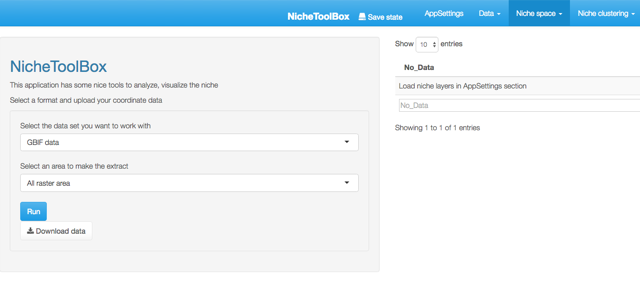 NicheToolBox Save state AppSettings Data Niche space Niche clustering
NicheToolBox
This application has some nice tools to analyze, visualize the niche
Select a format and upload your coordinate data
Select the data set you want to work with
GBIF data
Select an area to make the extract
All raster area
Run
Download data
Show 10 entries
No_Data
Load niche layers in AppSettings section
No_Data
Showing 1 to 1 of 1 entries